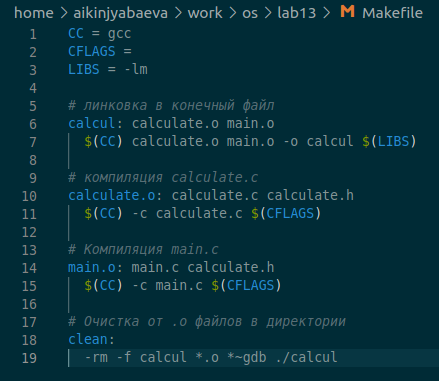 home > aikinjyabaeva > work > os > lab13 > M Makefile
1 CC = gcc
2 CFLAGS =
3 LIBS = -lm
4
5 # линковка в конечный файл
6 calcul: calculate.o main.o
7 $(CC) calculate.o main.o -o calcul $(LIBS)
8
9 # компиляция calculate.c
10 calculate.o: calculate.c calculate.h
11 $(CC) -c calculate.c $(CFLAGS)
12
13 # Компиляция main.c
14 main.o: main.c calculate.h
15 $(CC) -c main.c $(CFLAGS)
16
17 # Очистка от .o файлов в директории
18 clean:
19 -rm -f calcul *.o *~gdb ./calcul